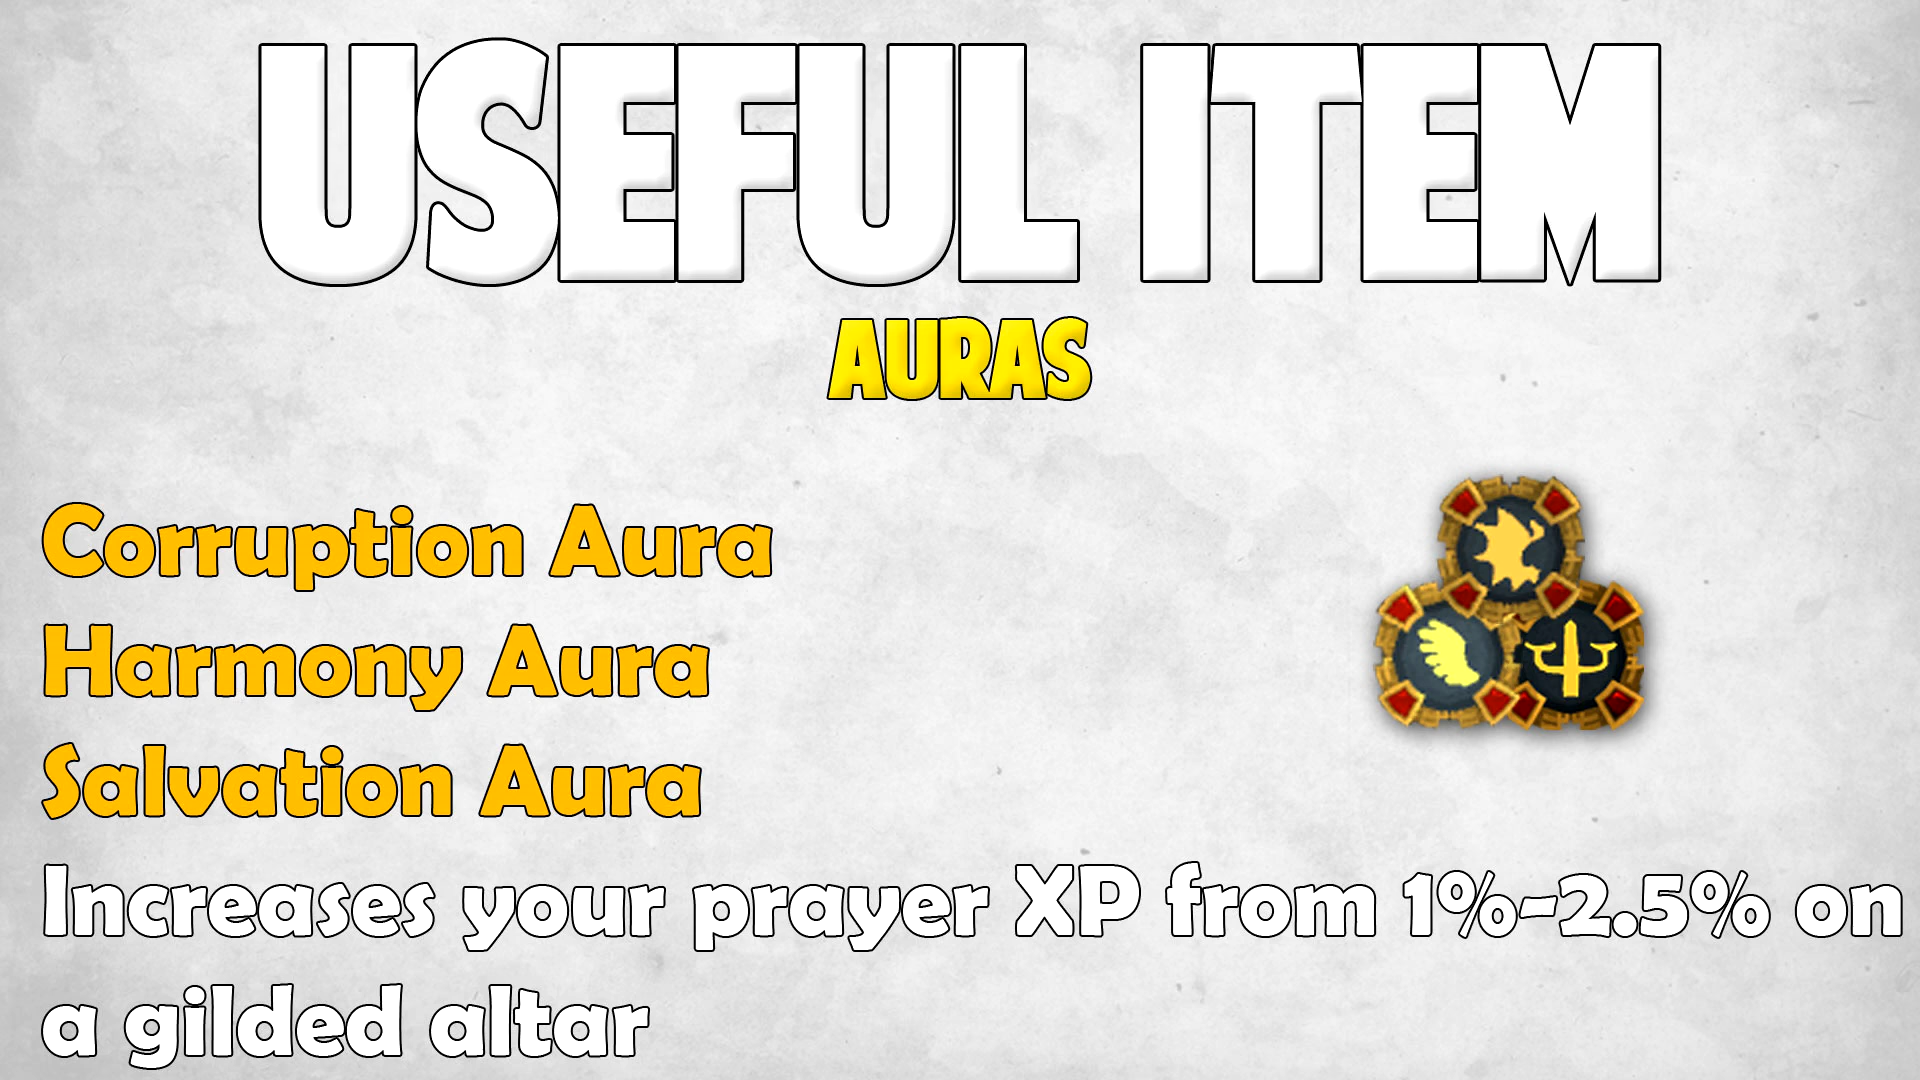 USEFUL ITEM
AURAS
Corruption Aura
Harmony Aura
Salvation Aura
Increases your prayer XP from 1%-2.5% on
a gilded altar